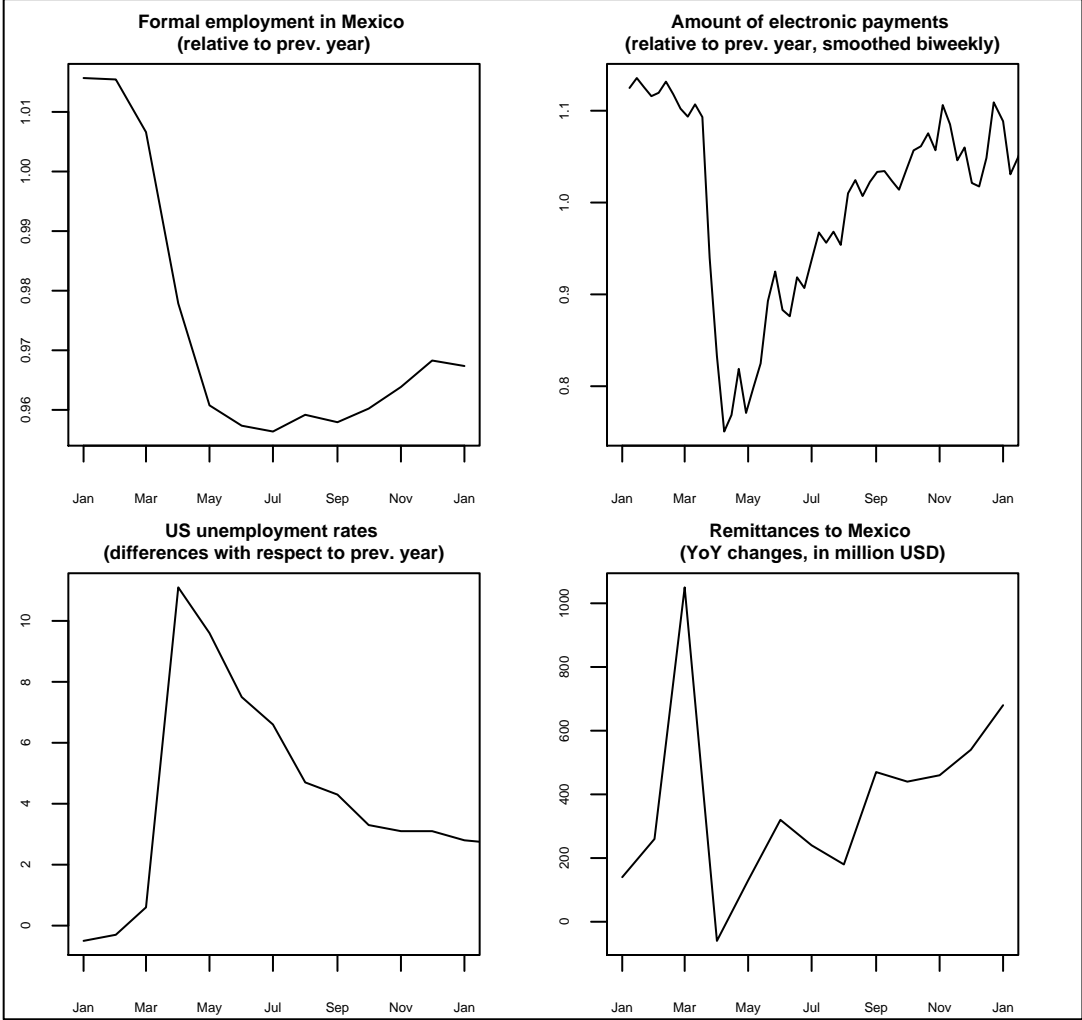 Formal employment in Mexico
(relative to prev. year)
1.01
1.00
0.99
0.98
0.97
0.96
Jan Mar May Jul Sep Nov Jan
Amount of electronic payments
(relative to prev. year, smoothed biweekly)
1.1
1.0
0.9
0.8
Jan Mar May Jul Sep Nov Jan
US unemployment rates
(differences with respect to prev. year)
10
8
6
4
2
0
Jan Mar May Jul Sep Nov Jan
Remittances to Mexico
(YoY changes, in million USD)
1000
800
600
400
200
0
Jan Mar May Jul Sep Nov Jan